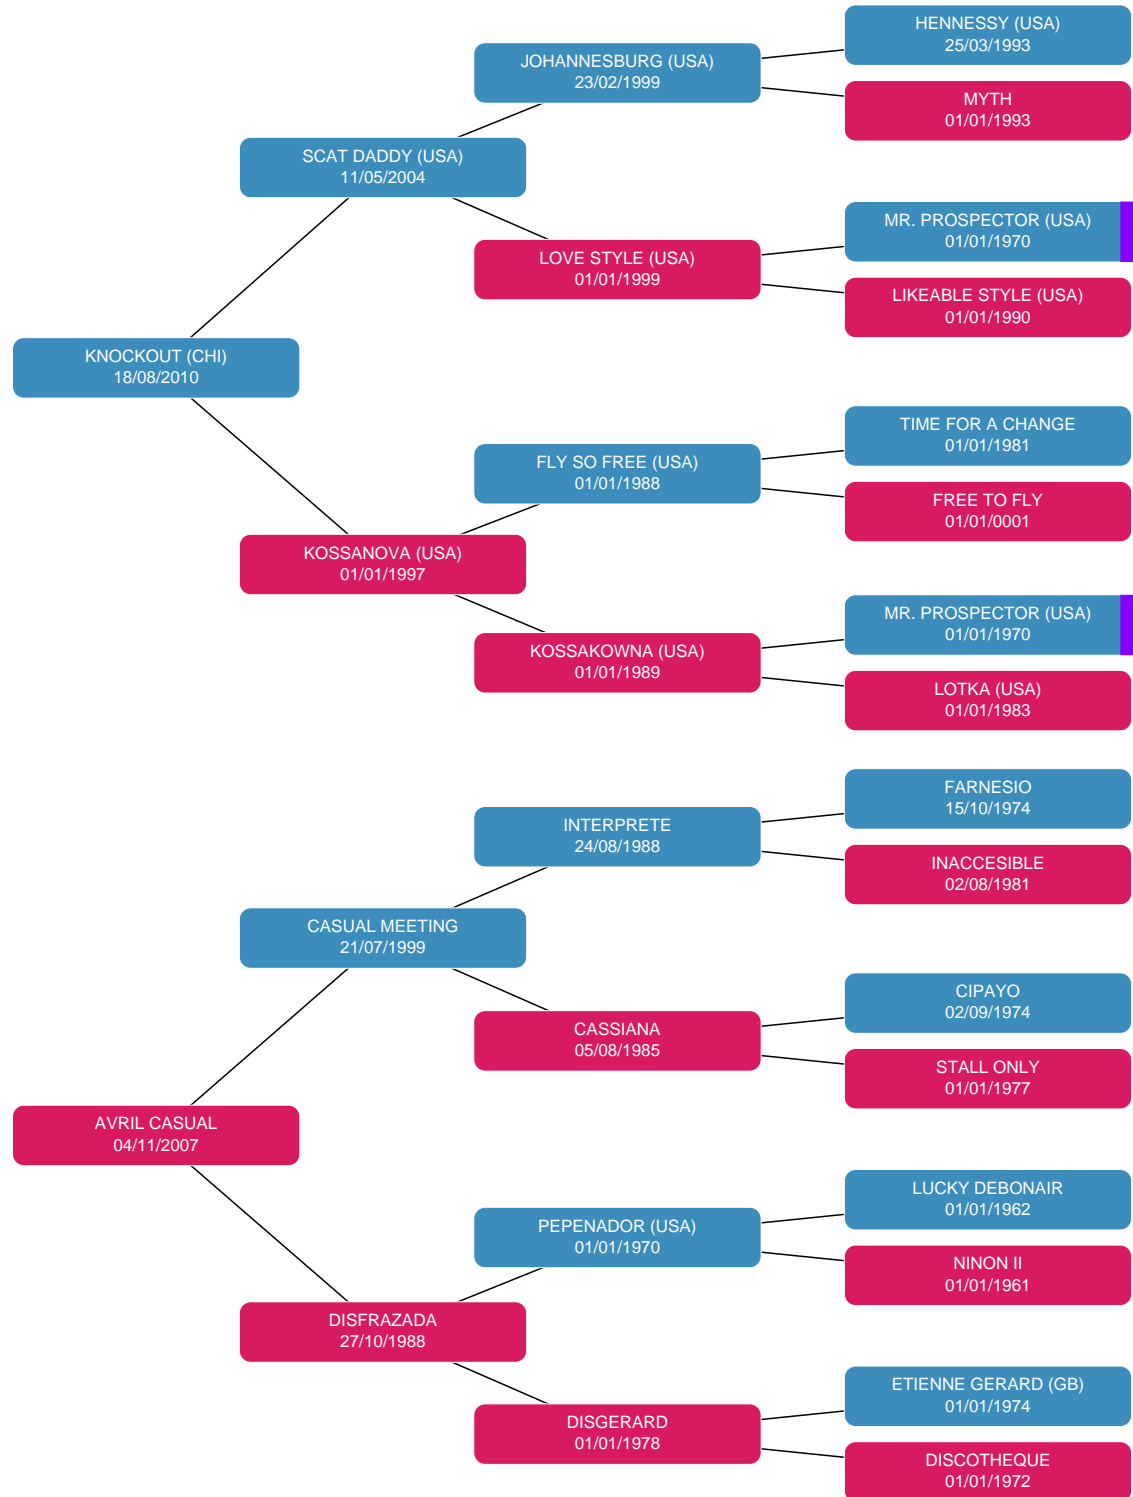 HENNESSY (USA)
25/03/1993
JOHANNESBURG (USA)
23/02/1999
MYTH
01/01/1993
SCAT DADDY (USA)
11/05/2004
MR. PROSPECTOR (USA)
01/01/1970
LOVE STYLE (USA)
01/01/1999
LIKEABLE STYLE (USA)
01/01/1990
KNOCKOUT (CHI)
18/08/2010
TIME FOR A CHANGE
01/01/1981
FLY SO FREE (USA)
01/01/1988
FREE TO FLY
01/01/0001
KOSSANOVA (USA)
01/01/1997
MR. PROSPECTOR (USA)
01/01/1970
KOSSAKOWNA (USA)
01/01/1989
LOTKA (USA)
01/01/1983
FARNESIO
15/10/1974
INTERPRETE
24/08/1988
INACCESIBLE
02/08/1981
CASUAL MEETING
21/07/1999
CIPAYO
02/09/1974
CASSIANA
05/08/1985
STALL ONLY
01/01/1977
AVRIL CASUAL
04/11/2007
LUCKY DEBONAIR
01/01/1962
PEPENADOR (USA)
01/01/1970
NINON II
01/01/1961
DISFRAZADA
27/10/1988
ETIENNE GERARD (GB)
01/01/1974
DISGERARD
01/01/1978
DISCOTHEQUE
01/01/1972